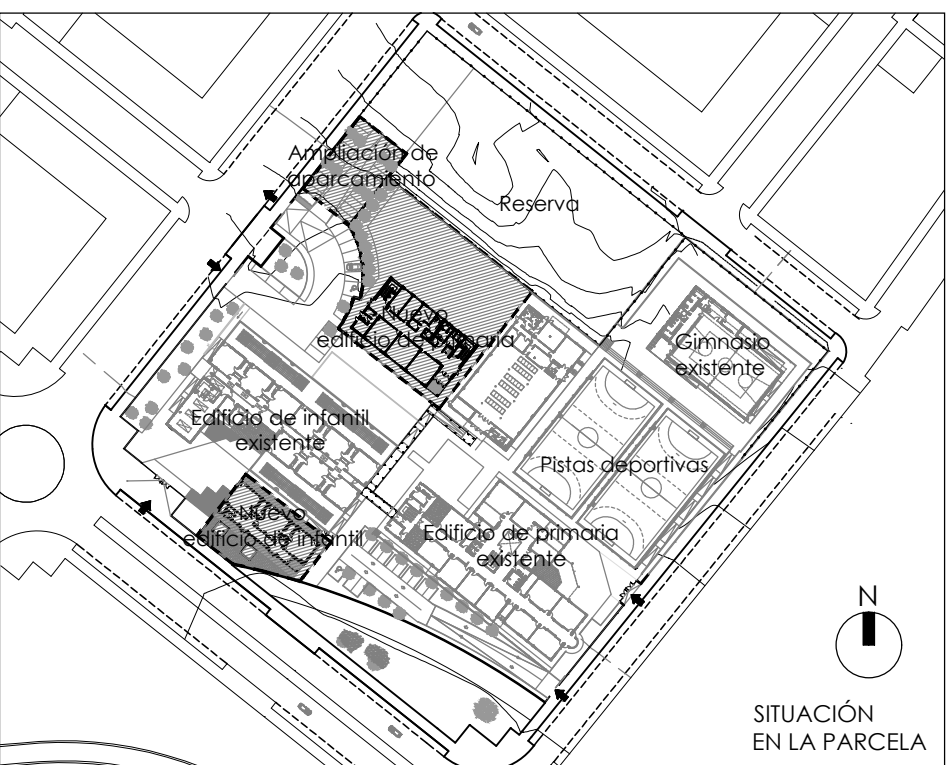 Ampliación de
aparcamiento
Reserva
Nuevo
edificio de primaria
Gimnasio
existente
Edificio de infantil
existente
Pistas deportivas
Nuevo
edificio de infantil
Edificio de primaria
existente
N
SITUACIÓN
EN LA PARCELA